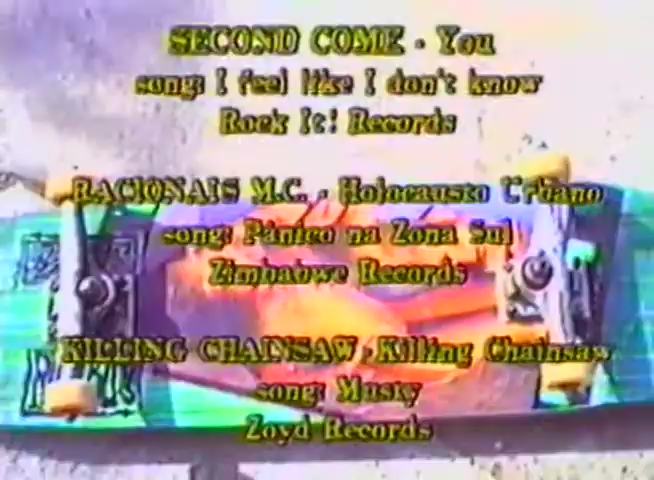 SECOND COME - You
song: I feel like I don't know
Rock It! Records
RACIONAIS M.C. - Holocausto Urbano
song: Pânico na Zona Sul
Zimbabwe Records
KILLING CHAINSAW - Killing Chainsaw
song: Musty
Zoyd Records